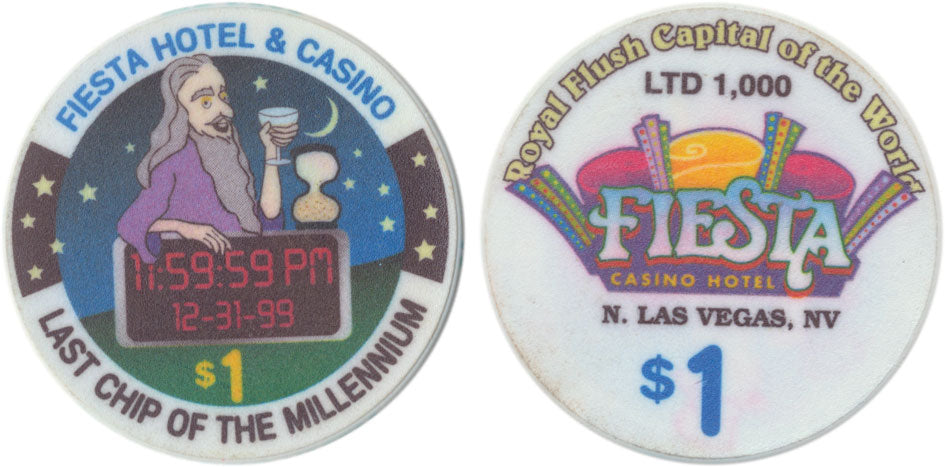 FIESTA HOTEL & CASINO
11:59:59 PM
12-31-99
$1
LAST CHIP OF THE MILLENNIUM
Royal Flush Capital of the World
LTD 1,000
FIESTA
CASINO HOTEL
N. LAS VEGAS, NV
$1